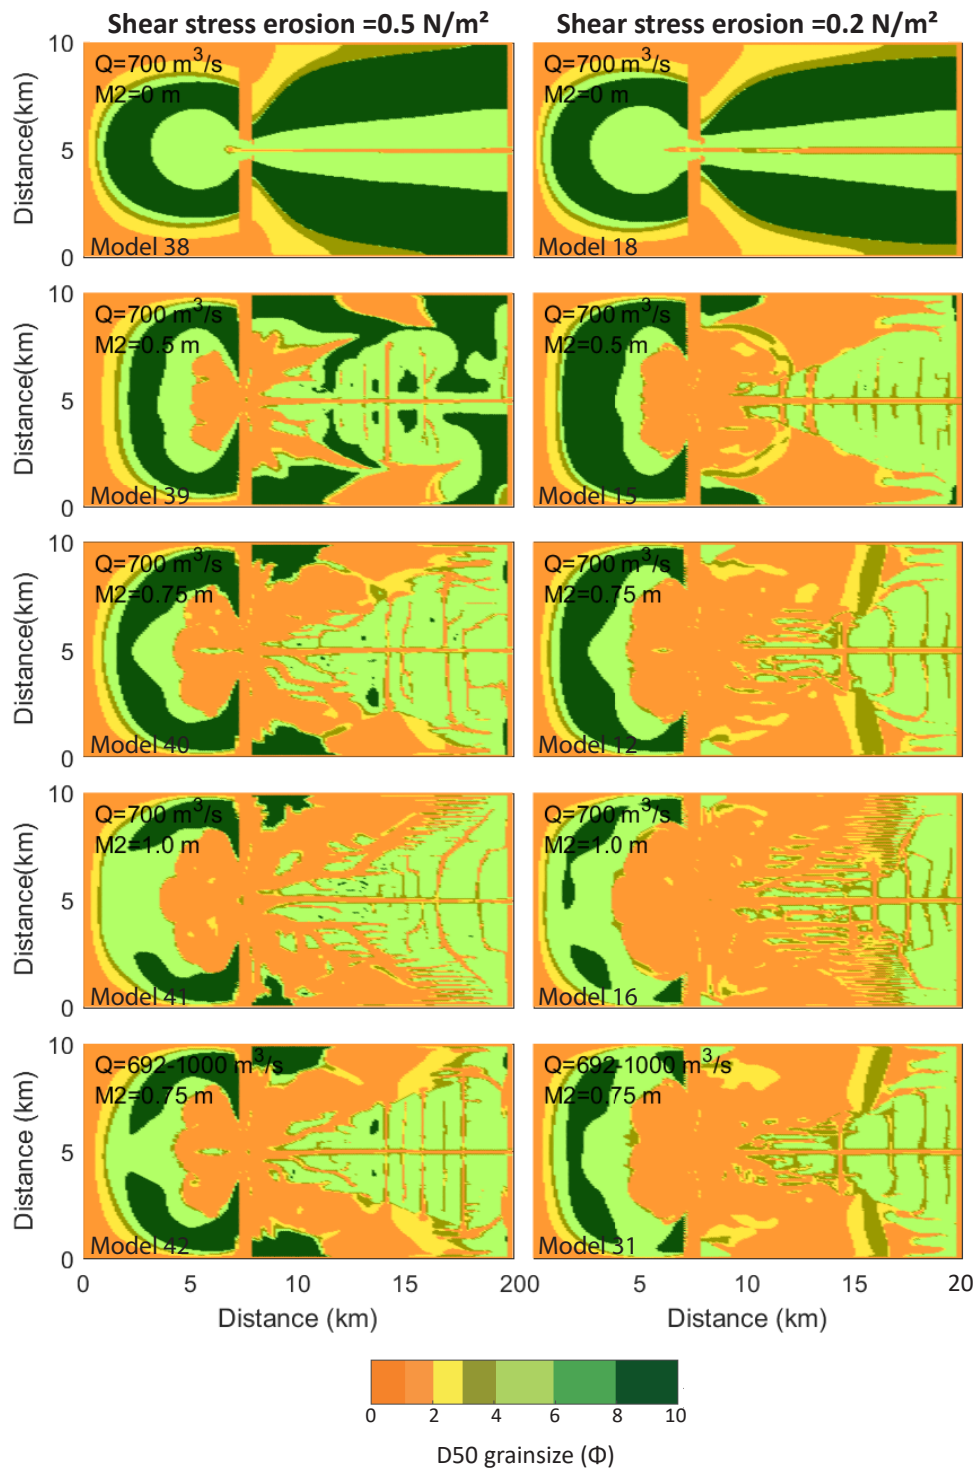 Shear stress erosion =0.5 N/m² Shear stress erosion =0.2 N/m²
10
5
0
Distance(km)
Q=700 m³/s
M2=0 m
Model 38
Q=700 m³/s
M2=0 m
Model 18
10
5
0
Distance(km)
Q=700 m³/s
M2=0.5 m
Model 39
Q=700 m³/s
M2=0.5 m
Model 15
10
5
0
Distance(km)
Q=700 m³/s
M2=0.75 m
Model 40
Q=700 m³/s
M2=0.75 m
Model 12
10
5
0
Distance(km)
Q=700 m³/s
M2=1.0 m
Model 41
Q=700 m³/s
M2=1.0 m
Model 16
10
5
0
Distance (km)
Q=692-1000 m³/s
M2=0.75 m
Model 42
Q=692-1000 m³/s
M2=0.75 m
Model 31
0 5 10 15 20 0 5 10 15 20
Distance (km) Distance (km)
0 2 4 6 8 10
D50 grainsize (Φ)